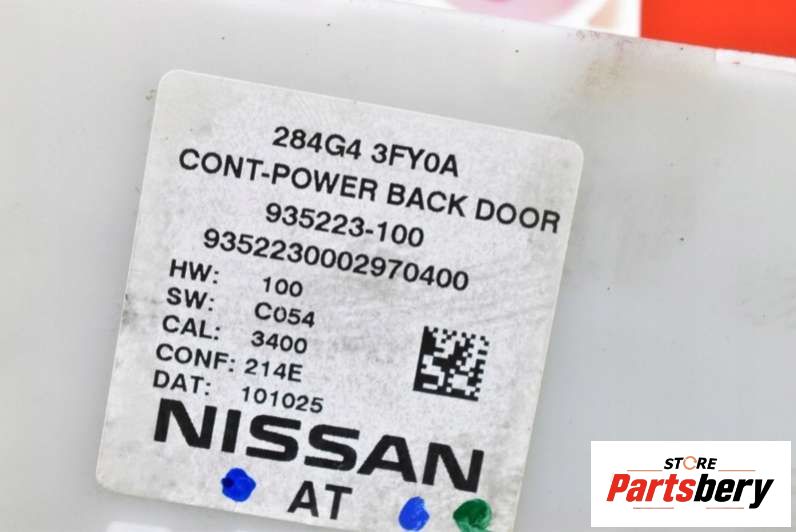 284G4 3FY0A
CONT-POWER BACK DOOR
935223-100
9352230002970400
HW: 100
SW: C054
CAL: 3400
CONF: 214E
DAT: 101025
NISSAN
AT
STORE
Partsbery